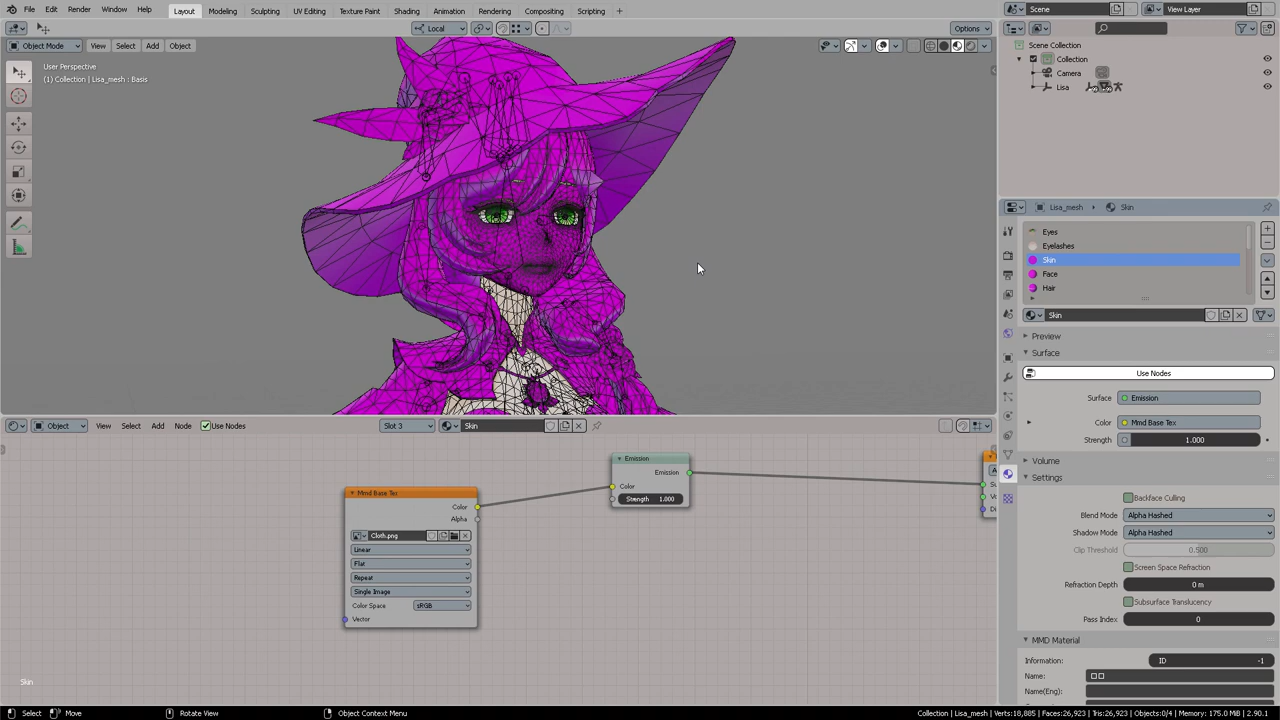 File Edit Render Window Help Layout Modeling Sculpting UV Editing Texture Paint Shading Animation Rendering Compositing Scripting + Scene View Layer
Local Options
Object Mode View Select Add Object
User Perspective
(1) Collection | Lisa_mesh : Basis
Scene Collection
Collection
Camera
Lisa
Lisa_mesh Skin
Eyes
Eyelashes
Skin
Face
Hair
Skin
Preview
Surface
Use Nodes
Surface Emission
Color Mmd Base Tex
Strength 1.000
Volume
Settings
Backface Culling
Blend Mode Alpha Hashed
Shadow Mode Alpha Hashed
Clip Threshold 0.500
Screen Space Refraction
Refraction Depth 0 m
Subsurface Translucency
Pass Index 0
MMD Material
Information: ID -1
Name:
Name(Eng):
Object View Select Add Node Use Nodes Slot 3 Skin
Emission
Emission
Color
Strength 1.000
Mmd Base Tex
Color
Alpha
Cloth.png
Linear
Flat
Repeat
Single Image
Color Space sRGB
Vector
Skin
Select Move Rotate View Object Context Menu Collection | Lisa_mesh | Verts:18,885 | Faces:26,923 | Tris:26,923 | Objects:0/4 | Memory: 175.0 MiB | 2.90.1